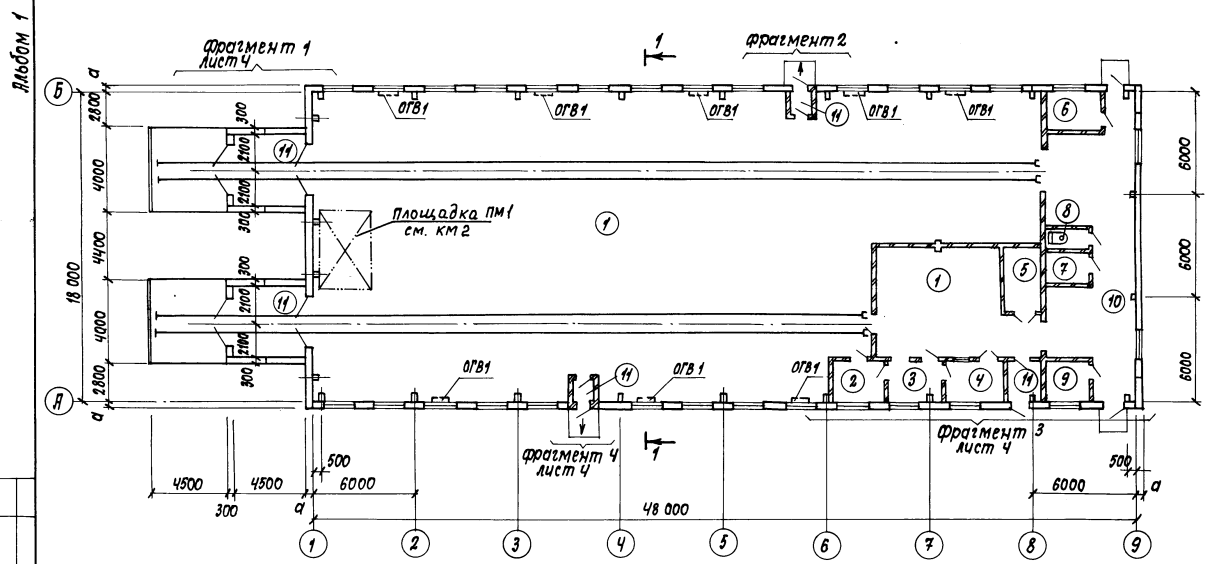 Альбом 1
фрагмент 1
лист 4
1
фрагмент 2
а
Б
2800
300
ОГВ1
ОГВ1
ОГВ1
11
ОГВ1
ОГВ1
6
11
2100
4000
2100
6000
300
площадка ПМ1
см. КМ2
1
8
4400
18 000
300
1
5
7
10
6000
11
2100
4000
2100
300
2800
ОГВ1
11
ОГВ1
ОГВ1
2
3
4
11
9
6000
А
а
фрагмент 4
лист 4
1
фрагмент 3
лист 4
500
500
4500
300
4500
а
6000
6000
а
48 000
1
2
3
4
5
6
7
8
9